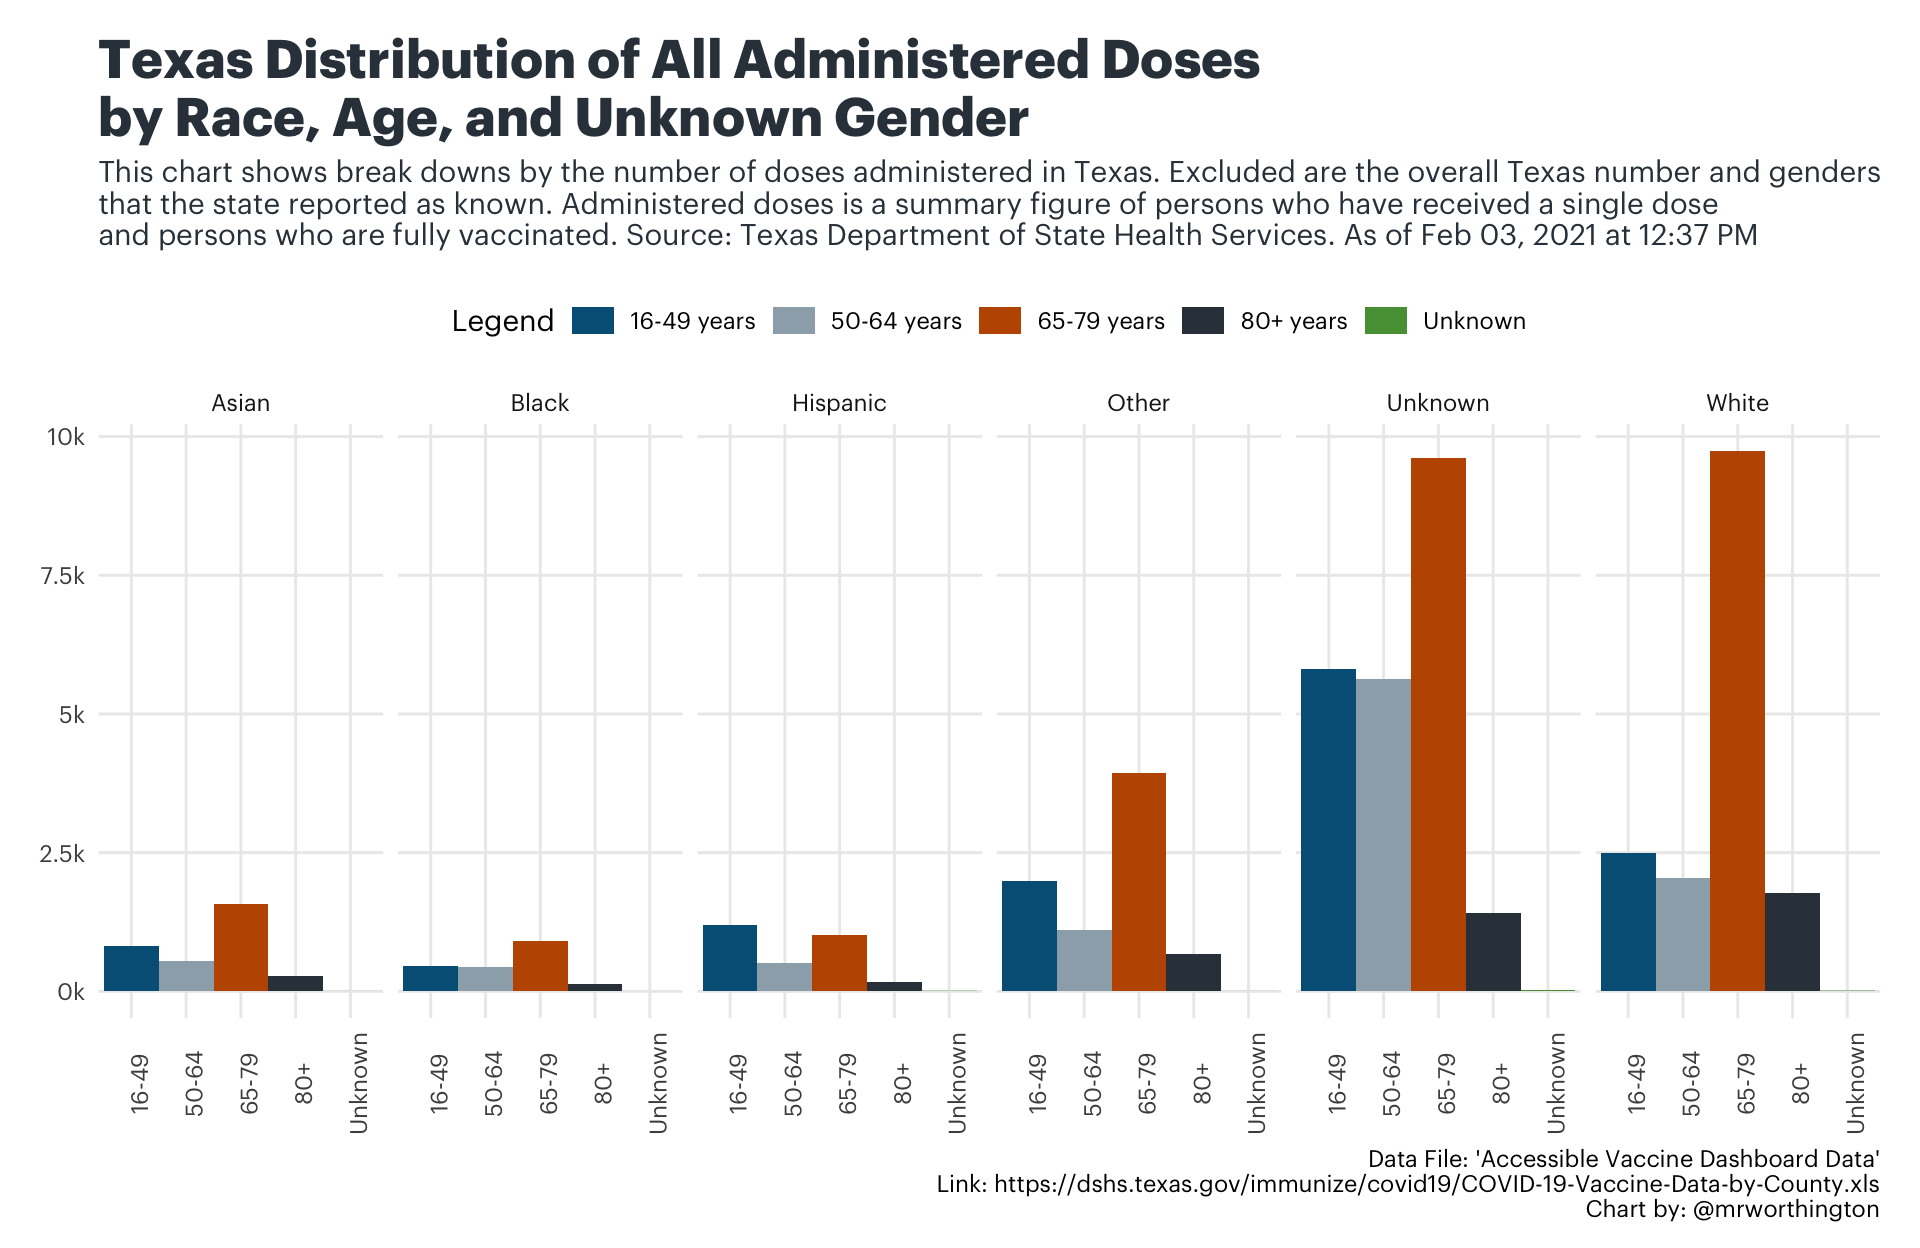 Texas Distribution of All Administered Doses
by Race, Age, and Unknown Gender
This chart shows break downs by the number of doses administered in Texas. Excluded are the overall Texas number and genders
that the state reported as known. Administered doses is a summary figure of persons who have received a single dose
and persons who are fully vaccinated. Source: Texas Department of State Health Services. As of Feb 03, 2021 at 12:37 PM
Legend 16-49 years 50-64 years 65-79 years 80+ years Unknown
Asian Black Hispanic Other Unknown White
10k
7.5k
5k
2.5k
0k
16-49 50-64 65-79 80+ Unknown 16-49 50-64 65-79 80+ Unknown 16-49 50-64 65-79 80+ Unknown 16-49 50-64 65-79 80+ Unknown 16-49 50-64 65-79 80+ Unknown 16-49 50-64 65-79 80+ Unknown
Data File: 'Accessible Vaccine Dashboard Data'
Link: https://dshs.texas.gov/immunize/covid19/COVID-19-Vaccine-Data-by-County.xls
Chart by: @mrworthington